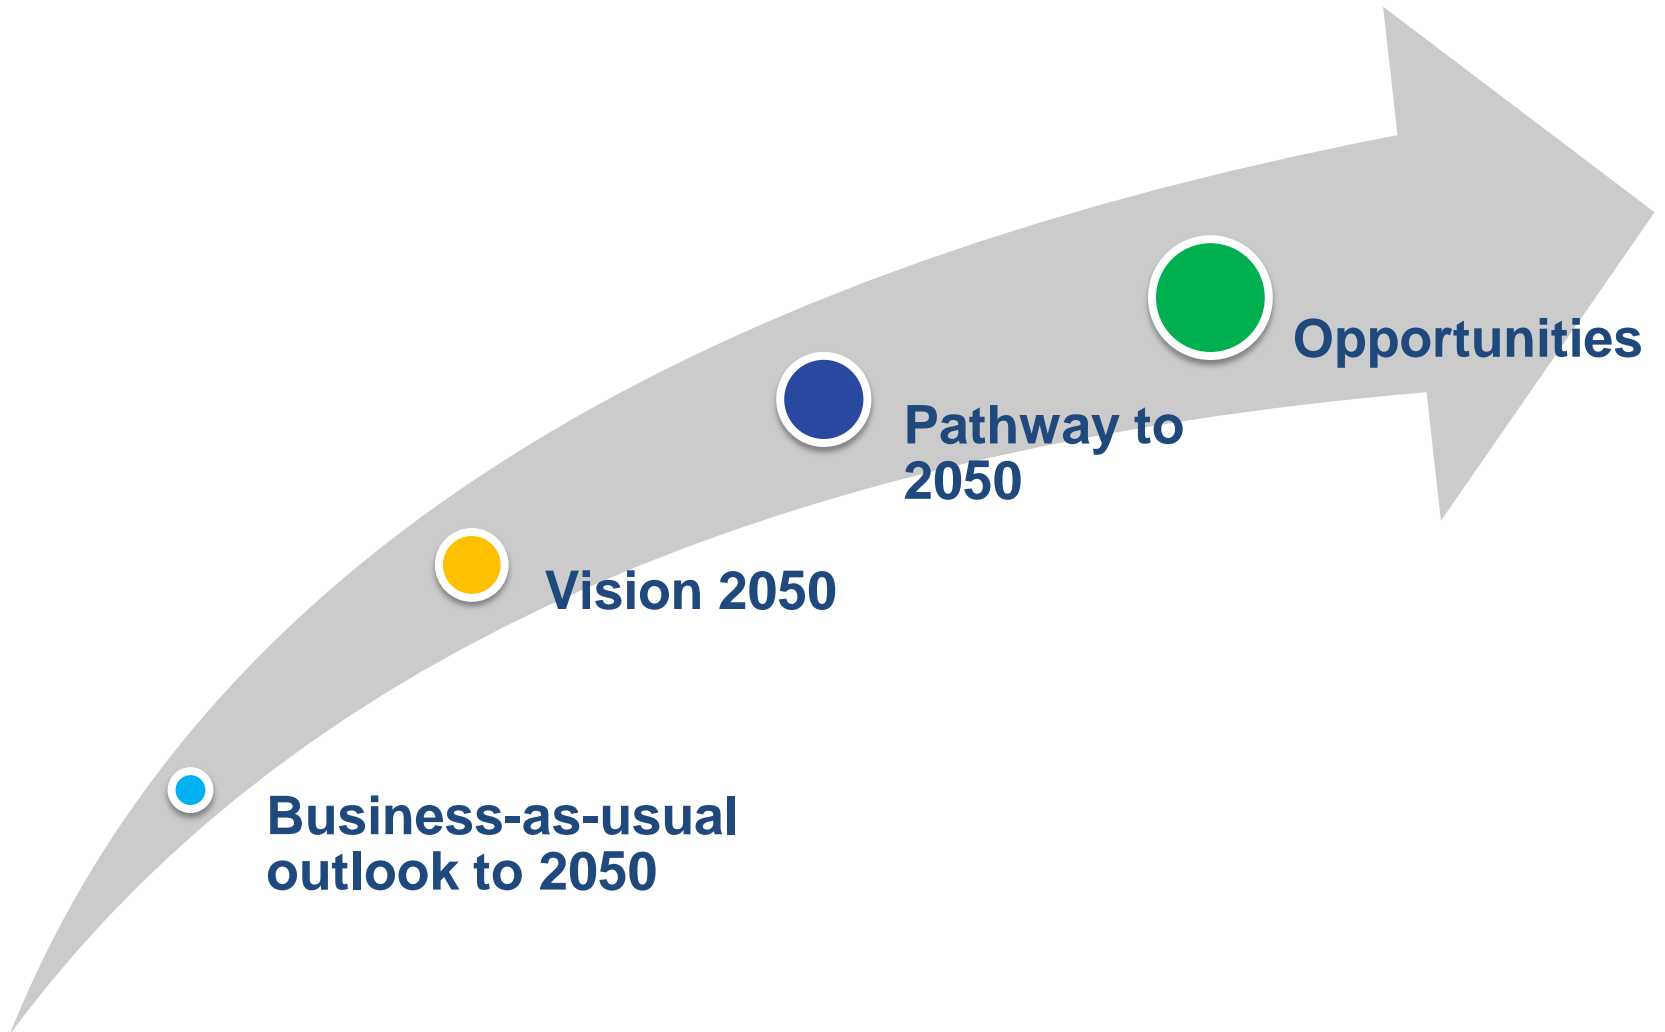 Opportunities
Pathway to
2050
Vision 2050
Business-as-usual
outlook to 2050